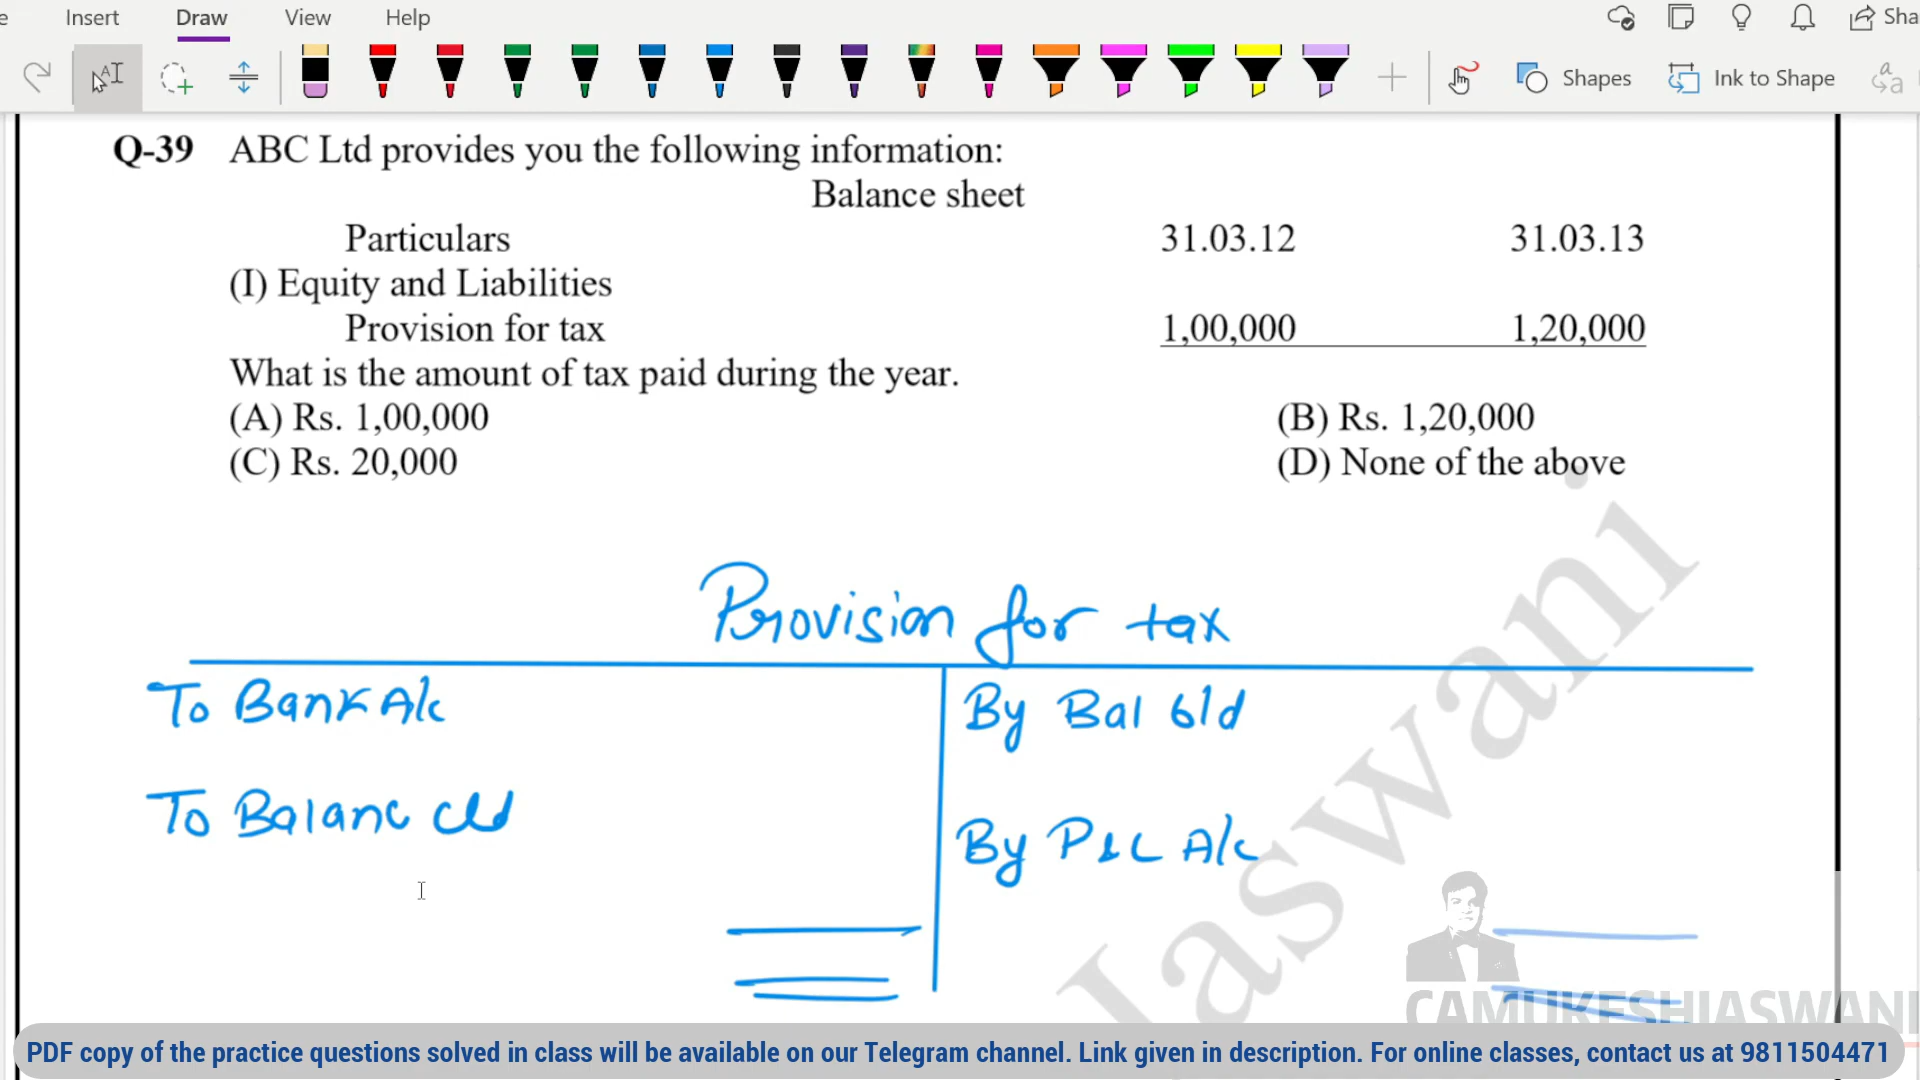 Insert Draw View Help
Shapes Ink to Shape
Q-39 ABC Ltd provides you the following information:
Balance sheet
Particulars 31.03.12 31.03.13
(I) Equity and Liabilities
Provision for tax 1,00,000 1,20,000
What is the amount of tax paid during the year.
(A) Rs. 1,00,000 (B) Rs. 1,20,000
(C) Rs. 20,000 (D) None of the above
Provision for tax
To Bank A/c By Bal b/d
To Balanc c/d By P&L A/c
Jaswani
CAMUKESHJASWANI
PDF copy of the practice questions solved in class will be available on our Telegram channel. Link given in description. For online classes, contact us at 9811504471